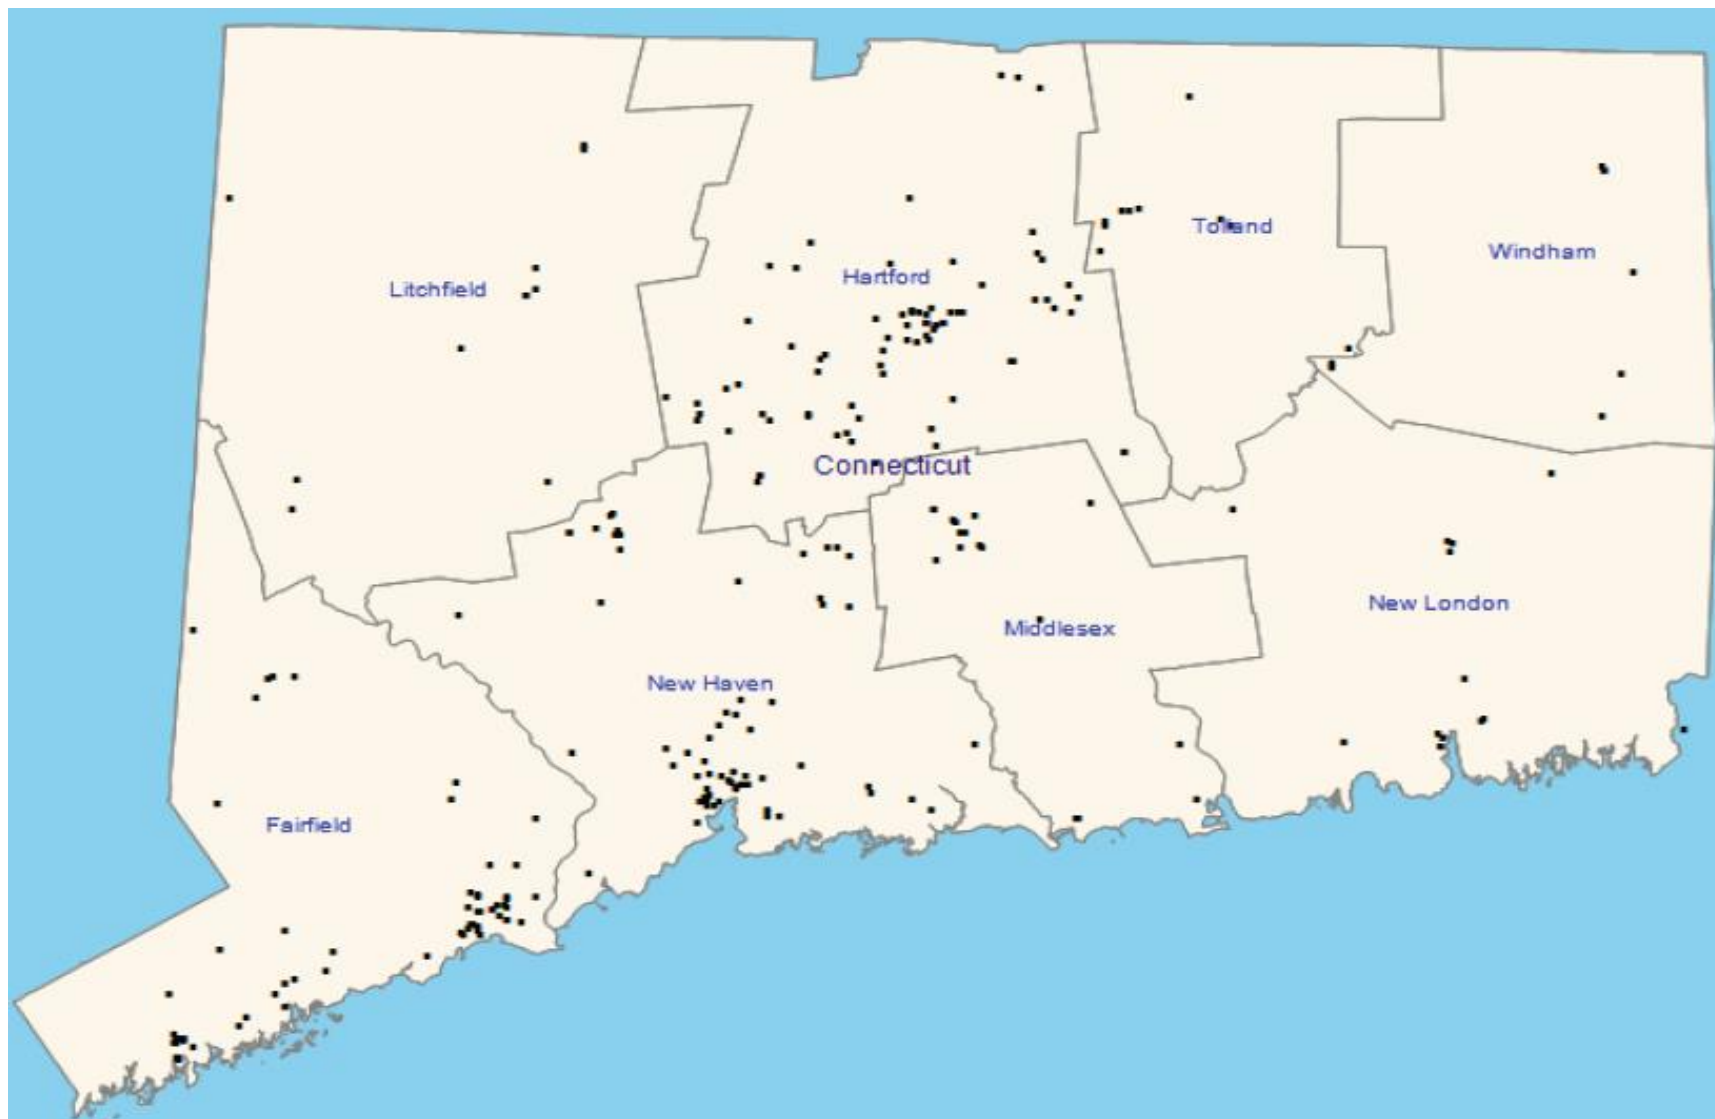 Tolland
Windham
Hartford
Litchfield
Connecticut
New London
Middlesex
New Haven
Fairfield